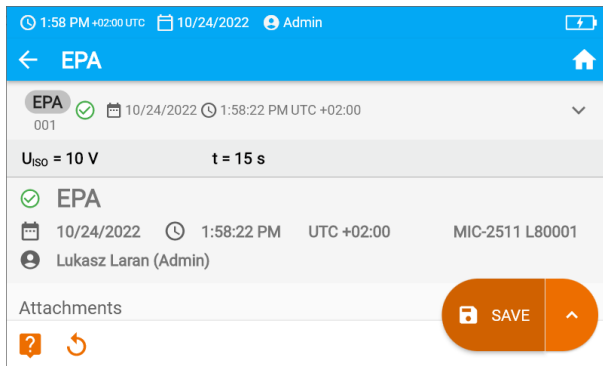 1:58 PM +02:00 UTC 10/24/2022 Admin
EPA
EPA 10/24/2022 1:58:22 PM UTC +02:00
001
UISO = 10 V t = 15 s
EPA
10/24/2022 1:58:22 PM UTC +02:00 MIC-2511 L80001
Lukasz Laran (Admin)
Attachments
SAVE
?